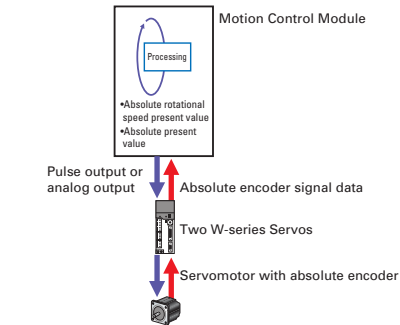 Motion Control Module
Processing
•Absolute rotational
speed present value
•Absolute present
value
Pulse output or
analog output
Absolute encoder signal data
Two W-series Servos
Servomotor with absolute encoder